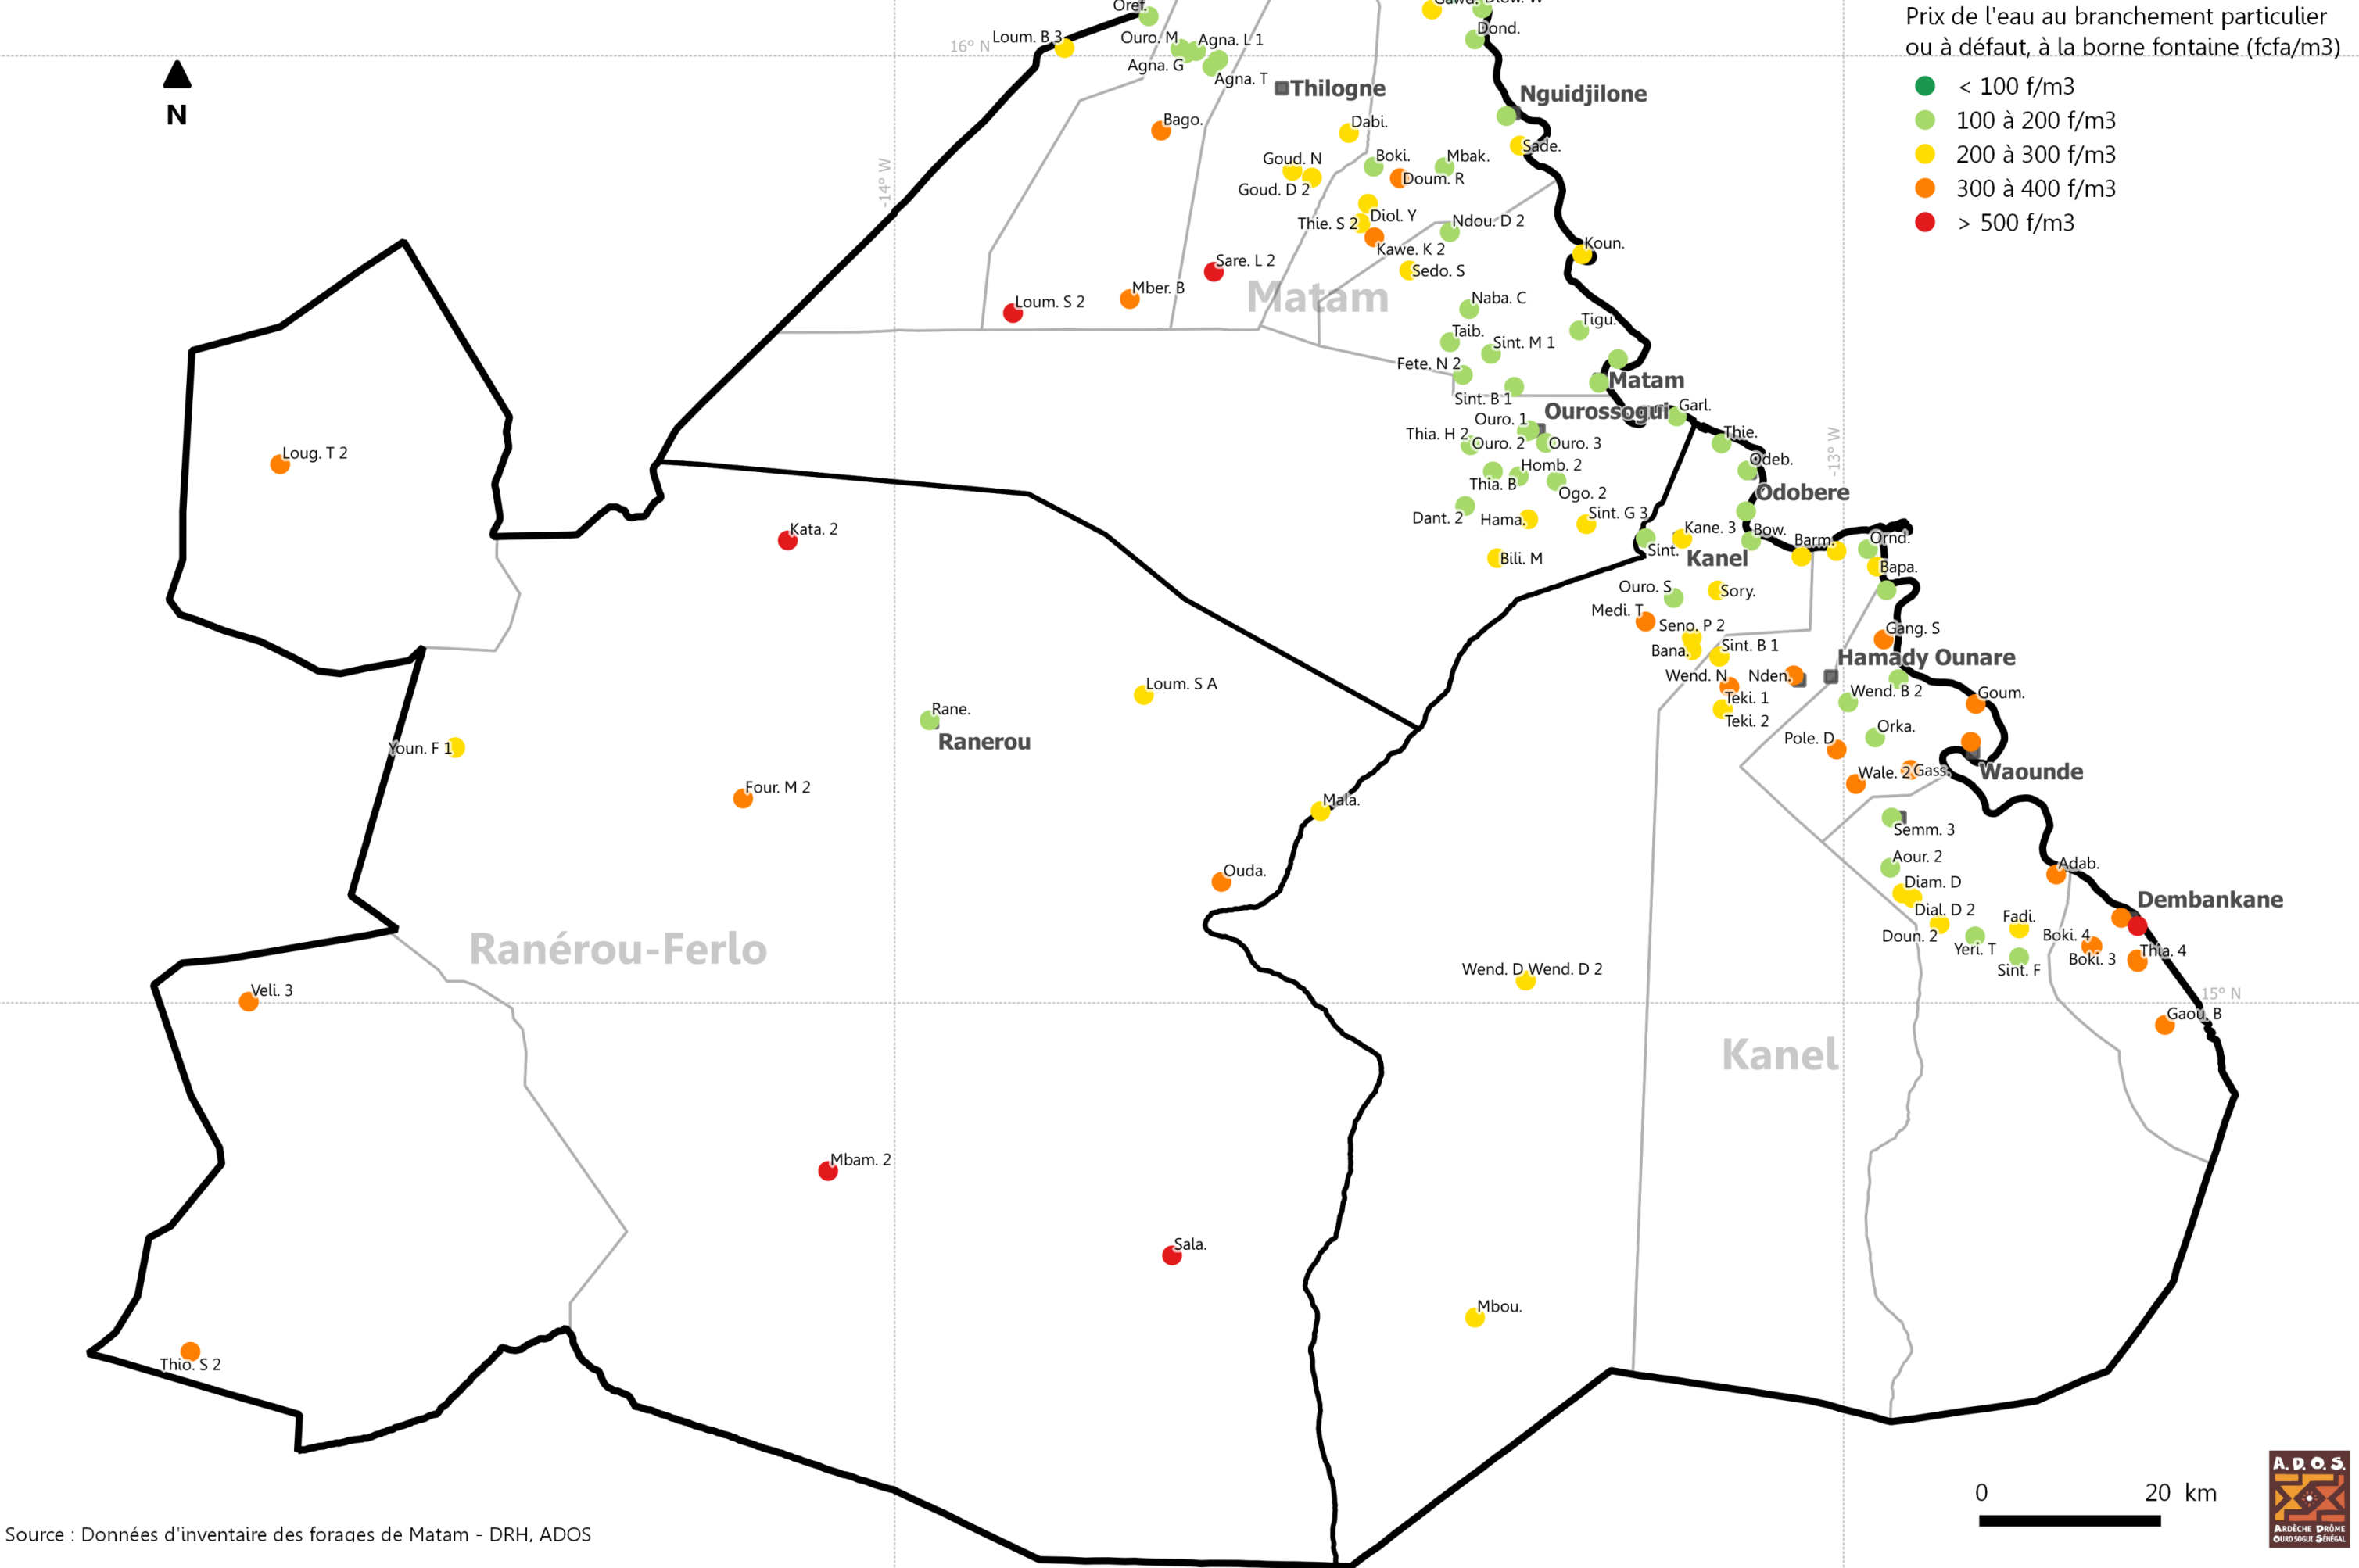 Prix de l'eau au branchement particulier
ou à défaut, à la borne fontaine (fcfa/m3)
< 100 f/m3
100 à 200 f/m3
200 à 300 f/m3
300 à 400 f/m3
> 500 f/m3
N
16° N
-14° W
-13° W
15° N
Oref.
Loum. B 3
Ouro. M
Agna. L 1
Agna. G
Agna. T
Dond.
Thilogne
Nguidjilone
Bago.
Dabi.
Sade.
Goud. N
Boki.
Mbak.
Goud. D 2
Doum. R
Diol. Y
Thie. S 2
Ndou. D 2
Kawe. K 2
Koun.
Sare. L 2
Sedo. S
Mber. B
Loum. S 2
Matam
Naba. C
Tigu.
Taib.
Sint. M 1
Fete. N 2
Matam
Sint. B 1
Ourossogui
Garl.
Ouro. 1
Thia. H 2
Ouro. 2
Ouro. 3
Thie.
Loug. T 2
Homb. 2
Odeb.
Thia. B
Ogo. 2
Odobere
Dant. 2
Hama.
Sint. G 3
Kata. 2
Kane. 3
Bow.
Barm.
Ornd.
Sint.
Bili. M
Kanel
Bapa.
Ouro. S
Sory.
Medi. T
Seno. P 2
Gang. S
Bana.
Sint. B 1
Hamady Ounare
Wend. N
Nden.
Loum. S A
Teki. 1
Wend. B 2
Goum.
Rane.
Teki. 2
Ranerou
Orka.
Youn. F 1
Pole. D
Wale. 2
Gass.
Waounde
Four. M 2
Mala.
Semm. 3
Aour. 2
Adab.
Ouda.
Diam. D
Dembankane
Dial. D 2
Fadi.
Doun. 2
Boki. 4
Ranérou-Ferlo
Yeri. T
Thia. 4
Boki. 3
Wend. D
Wend. D 2
Sint. F
Veli. 3
Gaou. B
Kanel
Mbam. 2
Sala.
Mbou.
Thio. S 2
0 20 km
A.D.O.S.
ARDÈCHE DRÔME
OUROSOGUI SÉNÉGAL
Source : Données d'inventaire des forages de Matam - DRH, ADOS